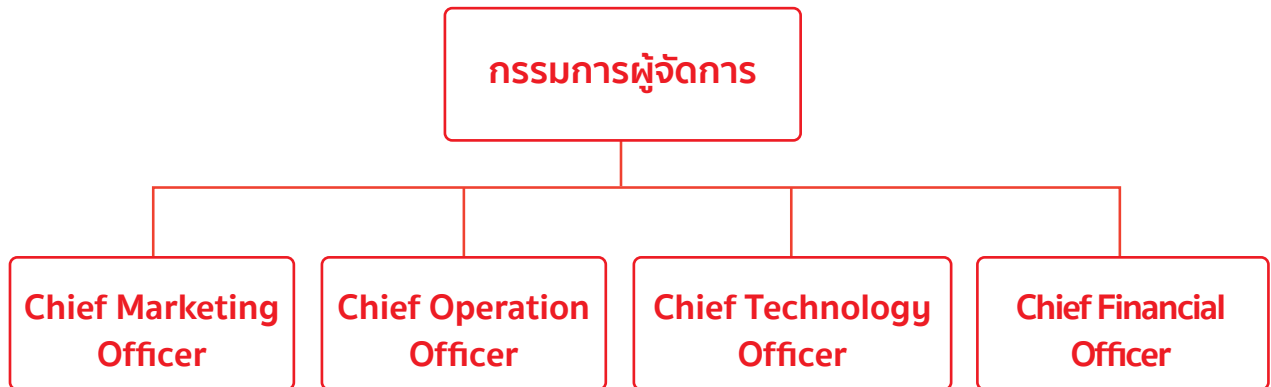 กรรมการผู้จัดการ
Chief Marketing
Officer
Chief Operation
Officer
Chief Technology
Officer
Chief Financial
Officer